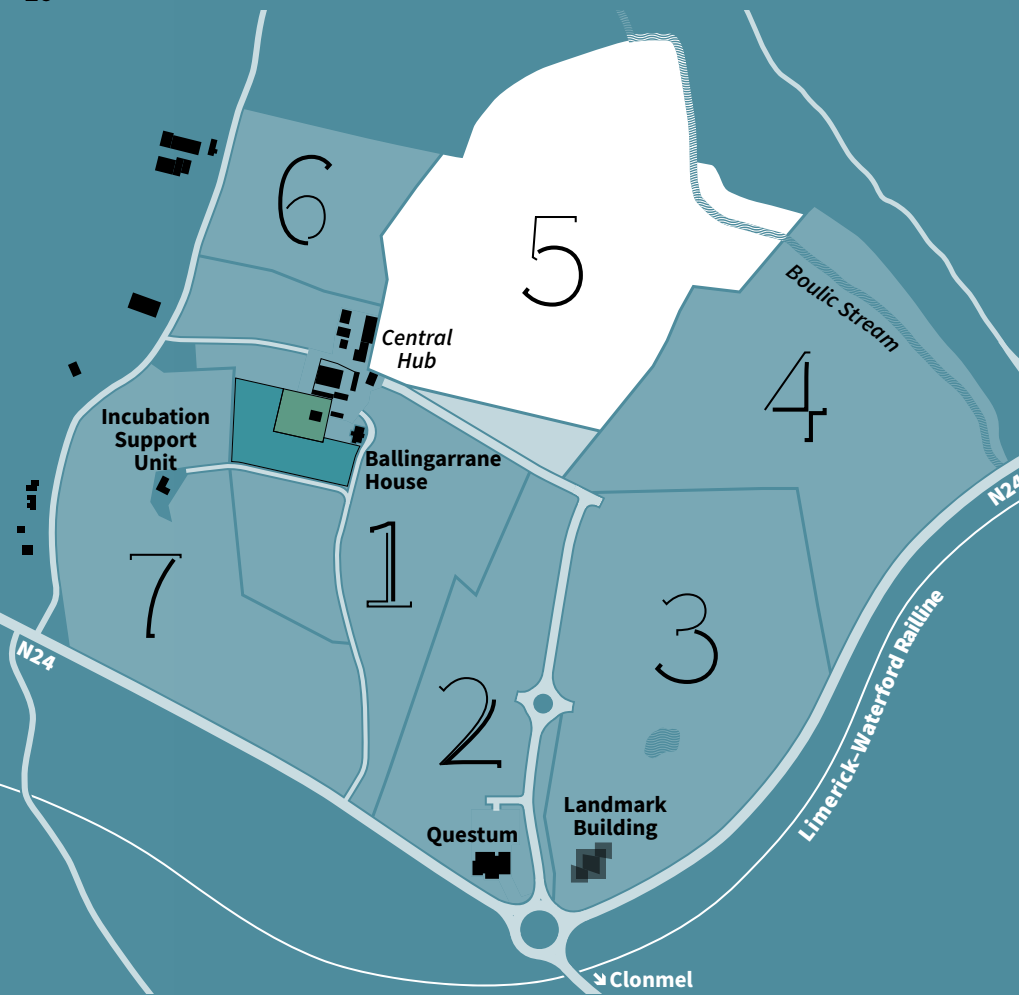 6
5
Boulic Stream
Central
Hub
4
Incubation
Support
Unit
Ballingarrane
House
N24
1
7
3
N24
2
Limerick–Waterford Railline
Landmark
Building
Questum
Clonmel